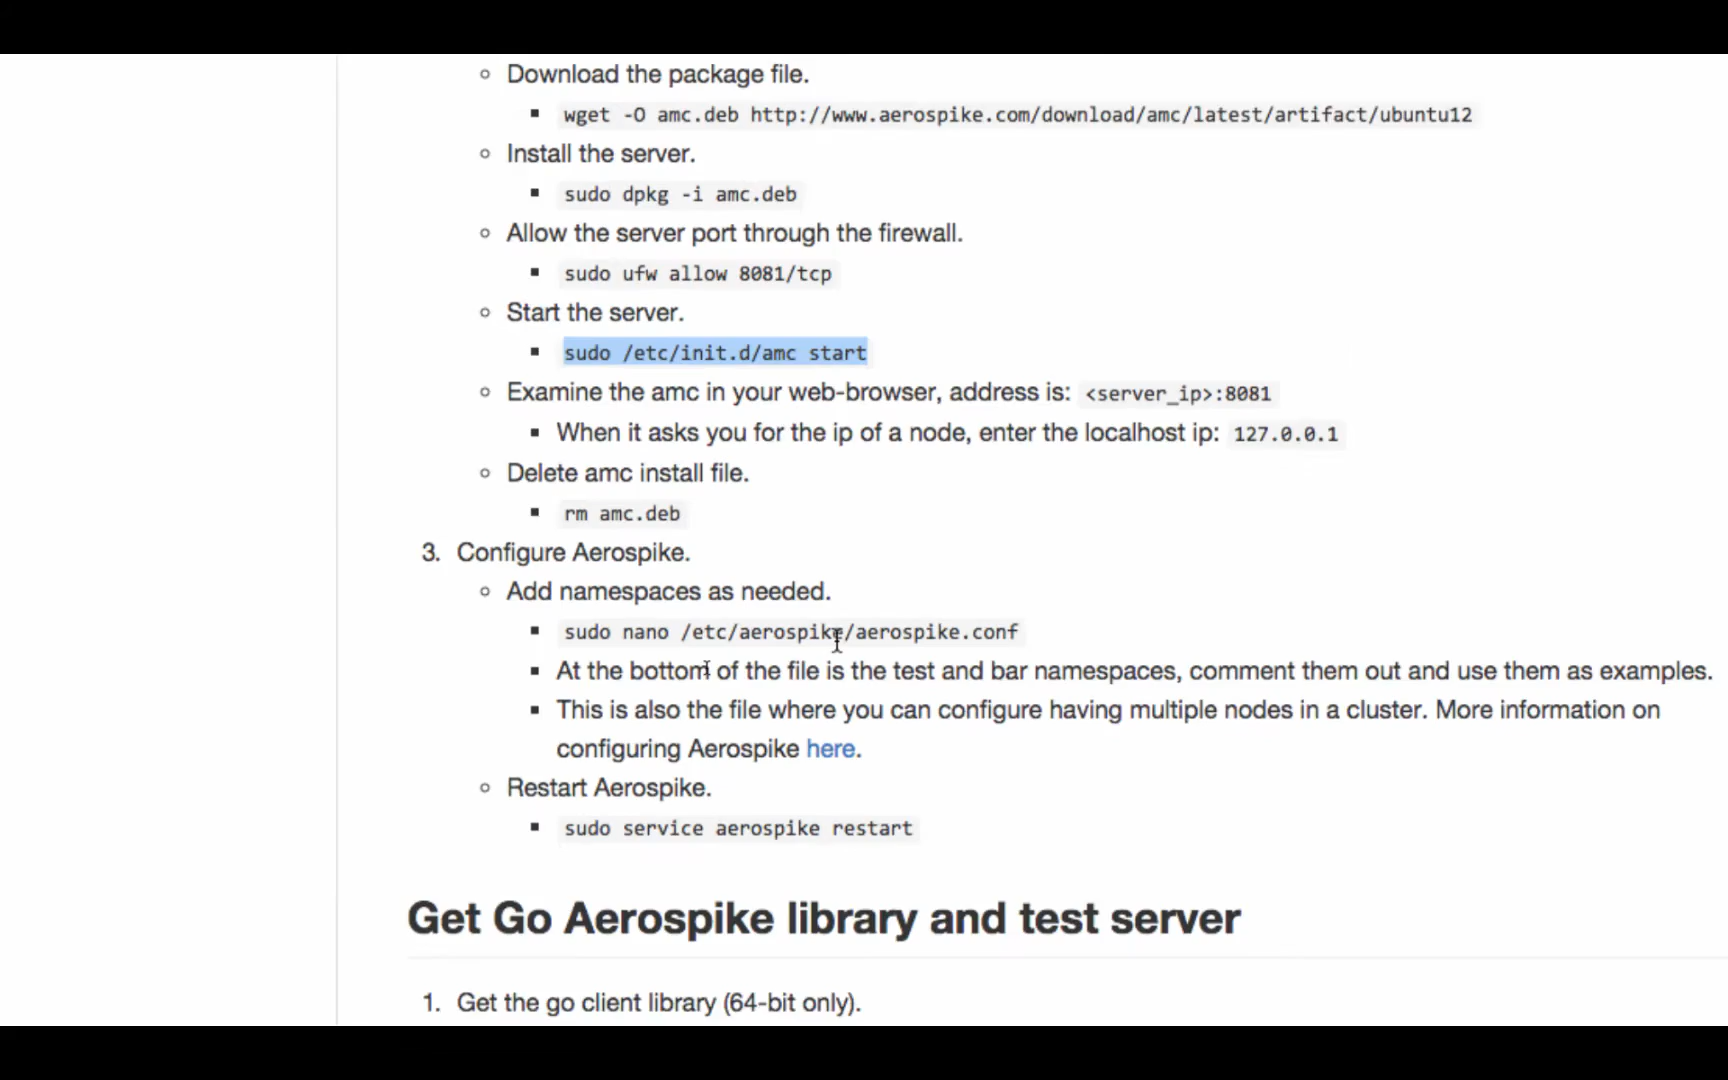 Download the package file.
wget -O amc.deb http://www.aerospike.com/download/amc/latest/artifact/ubuntu12
Install the server.
sudo dpkg -i amc.deb
Allow the server port through the firewall.
sudo ufw allow 8081/tcp
Start the server.
sudo /etc/init.d/amc start
Examine the amc in your web-browser, address is: <server_ip>:8081
When it asks you for the ip of a node, enter the localhost ip: 127.0.0.1
Delete amc install file.
rm amc.deb
3. Configure Aerospike.
Add namespaces as needed.
sudo nano /etc/aerospike/aerospike.conf
At the bottom of the file is the test and bar namespaces, comment them out and use them as examples.
This is also the file where you can configure having multiple nodes in a cluster. More information on
configuring Aerospike here.
Restart Aerospike.
sudo service aerospike restart
Get Go Aerospike library and test server
1. Get the go client library (64-bit only).